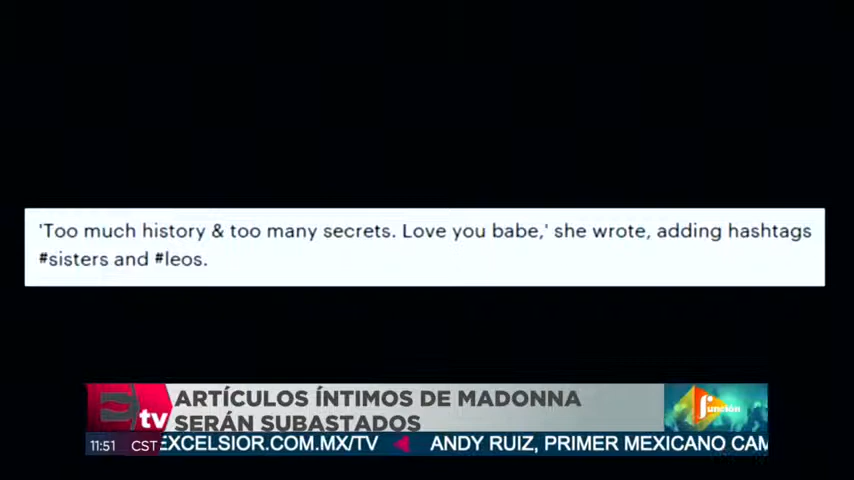 'Too much history & too many secrets. Love you babe,' she wrote, adding hashtags
#sisters and #leos.
ARTÍCULOS ÍNTIMOS DE MADONNA
SERÁN SUBASTADOS
tv
función
11:51 CST
EXCELSIOR.COM.MX/TV ANDY RUIZ, PRIMER MEXICANO CAM